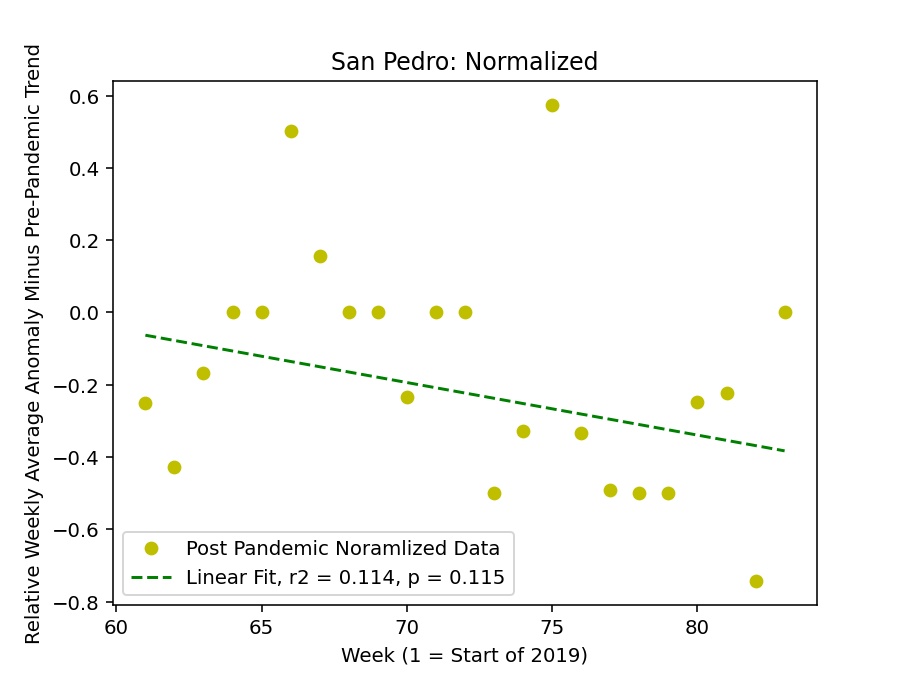 San Pedro: Normalized
Relative Weekly Average Anomaly Minus Pre-Pandemic Trend
0.6
0.4
0.2
0.0
−0.2
−0.4
−0.6
−0.8
Post Pandemic Noramlized Data
Linear Fit, r2 = 0.114, p = 0.115
60 65 70 75 80
Week (1 = Start of 2019)